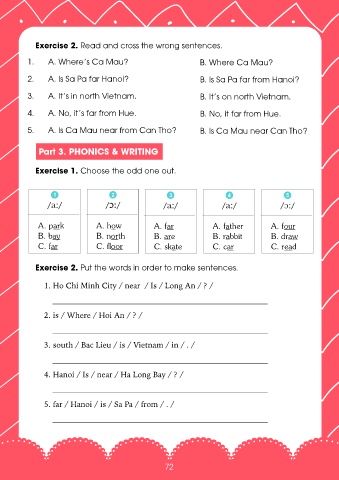 Exercise 2. Read and cross the wrong sentences.
1. A. Where's Ca Mau? B. Where Ca Mau?
2. A. Is Sa Pa far Hanoi? B. Is Sa Pa far from Hanoi?
3. A. It's in north Vietnam. B. It's on north Vietnam.
4. A. No, it's far from Hue. B. No, it far from Hue.
5. A. Is Ca Mau near from Can Tho? B. Is Ca Mau near Can Tho?
Part 3. PHONICS & WRITING
Exercise 1. Choose the odd one out.
1 2 3 4 5
/a:/ /ɔ:/ /a:/ /a:/ /ɔ:/
A. park A. how A. far A. father A. four
B. bay B. north B. are B. rabbit B. draw
C. far C. floor C. skate C. car C. read
Exercise 2. Put the words in order to make sentences.
1. Ho Chi Minh City / near / Is / Long An / ? /
2. is / Where / Hoi An / ? /
3. south / Bac Lieu / is / Vietnam / in / . /
4. Hanoi / Is / near / Ha Long Bay / ? /
5. far / Hanoi / is / Sa Pa / from / . /
72